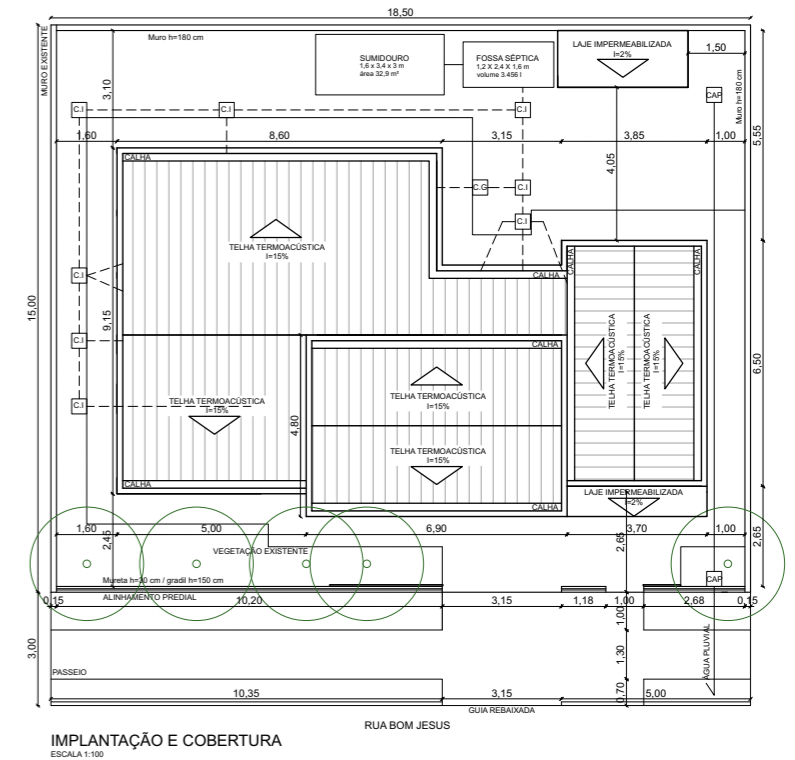 18,50
MURO EXISTENTE
Muro h=180 cm
SUMIDOURO
1,6 x 3,4 x 3 m
área 32,9 m²
FOSSA SÉPTICA
1,2 X 2,4 X 1,6 m
volume 3.456 l
LAJE IMPERMEABILIZADA
I=2%
1,50
3,10
C.I
C.I
C.I
CAP
Muro h=180 cm
1,60
8,60
3,15
3,85
1,00
5,55
4,05
CALHA
C.G
C.I
C.I
TELHA TERMOACÚSTICA
I=15%
CALHA
CALHA
CALHA
C.I
15,00
9,15
C.I
CALHA
TELHA TERMOACÚSTICA
I=15%
TELHA TERMOACÚSTICA
I=15%
6,50
TELHA TERMOACÚSTICA
I=15%
C.I
TELHA TERMOACÚSTICA
I=15%
4,80
TELHA TERMOACÚSTICA
I=15%
CALHA
CALHA
LAJE IMPERMEABILIZADA
I=2%
1,60
5,00
6,90
3,70
1,00
2,45
2,65
2,65
VEGETAÇÃO EXISTENTE
Mureta h=30 cm / gradil h=150 cm
CAP
ALINHAMENTO PREDIAL
0,15
10,20
3,15
1,18
1,00
2,68
0,15
1,00
3,00
1,30
ÁGUA PLUVIAL
PASSEIO
0,70
10,35
3,15
5,00
GUIA REBAIXADA
RUA BOM JESUS
IMPLANTAÇÃO E COBERTURA
ESCALA 1:100